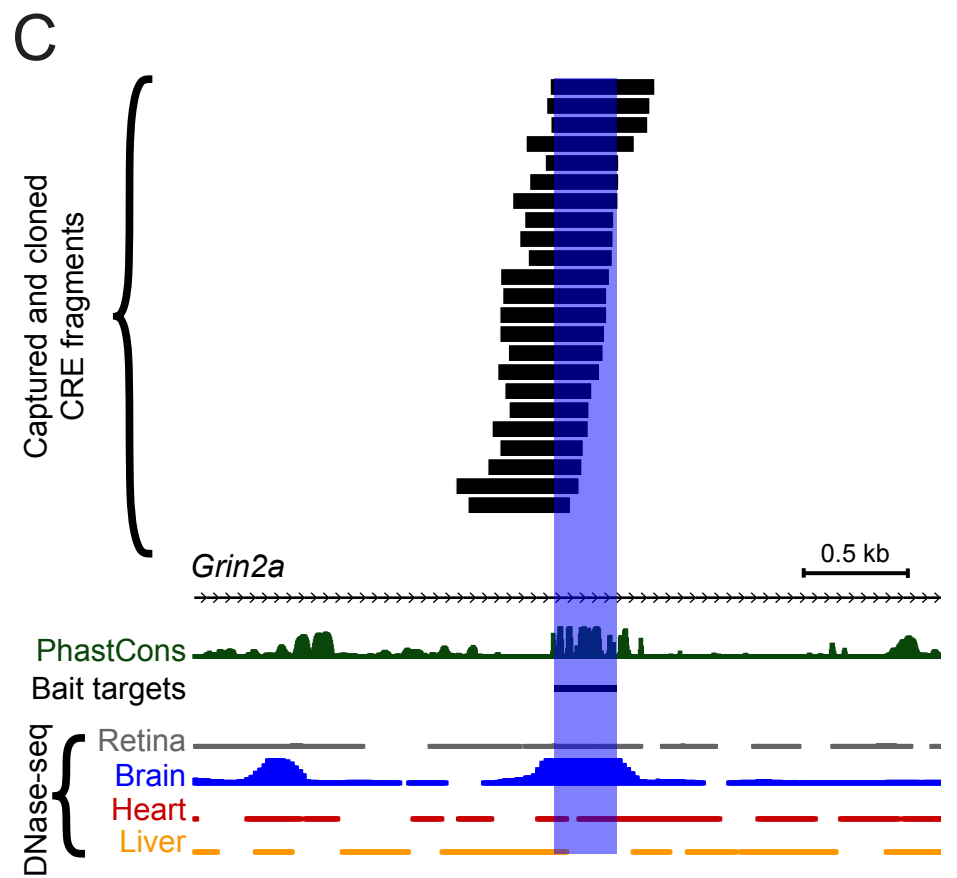 C
Captured and cloned
CRE fragments
Grin2a
0.5 kb
PhastCons
Bait targets
DNase-seq
Retina
Brain
Heart
Liver